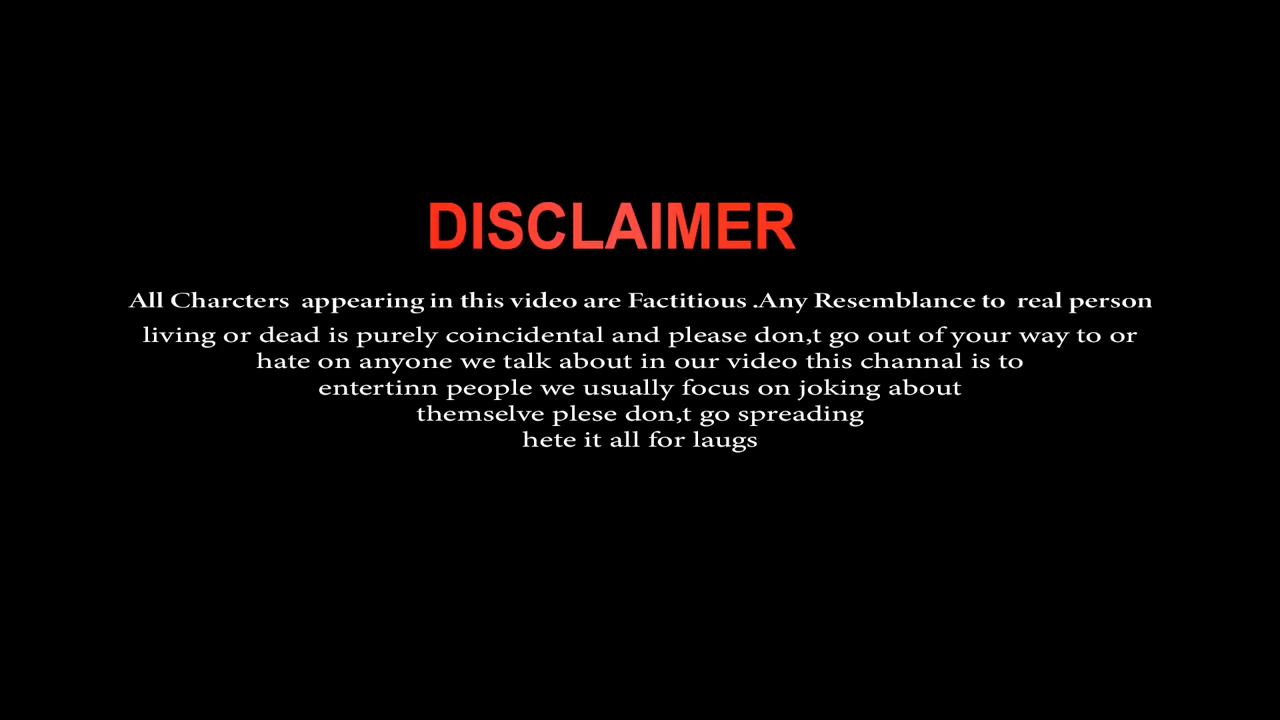 DISCLAIMER
All Charcters appearing in this video are Factitious .Any Resemblance to real person
living or dead is purely coincidental and please don,t go out of your way to or
hate on anyone we talk about in our video this channal is to
entertinn people we usually focus on joking about
themselve plese don,t go spreading
hete it all for laugs